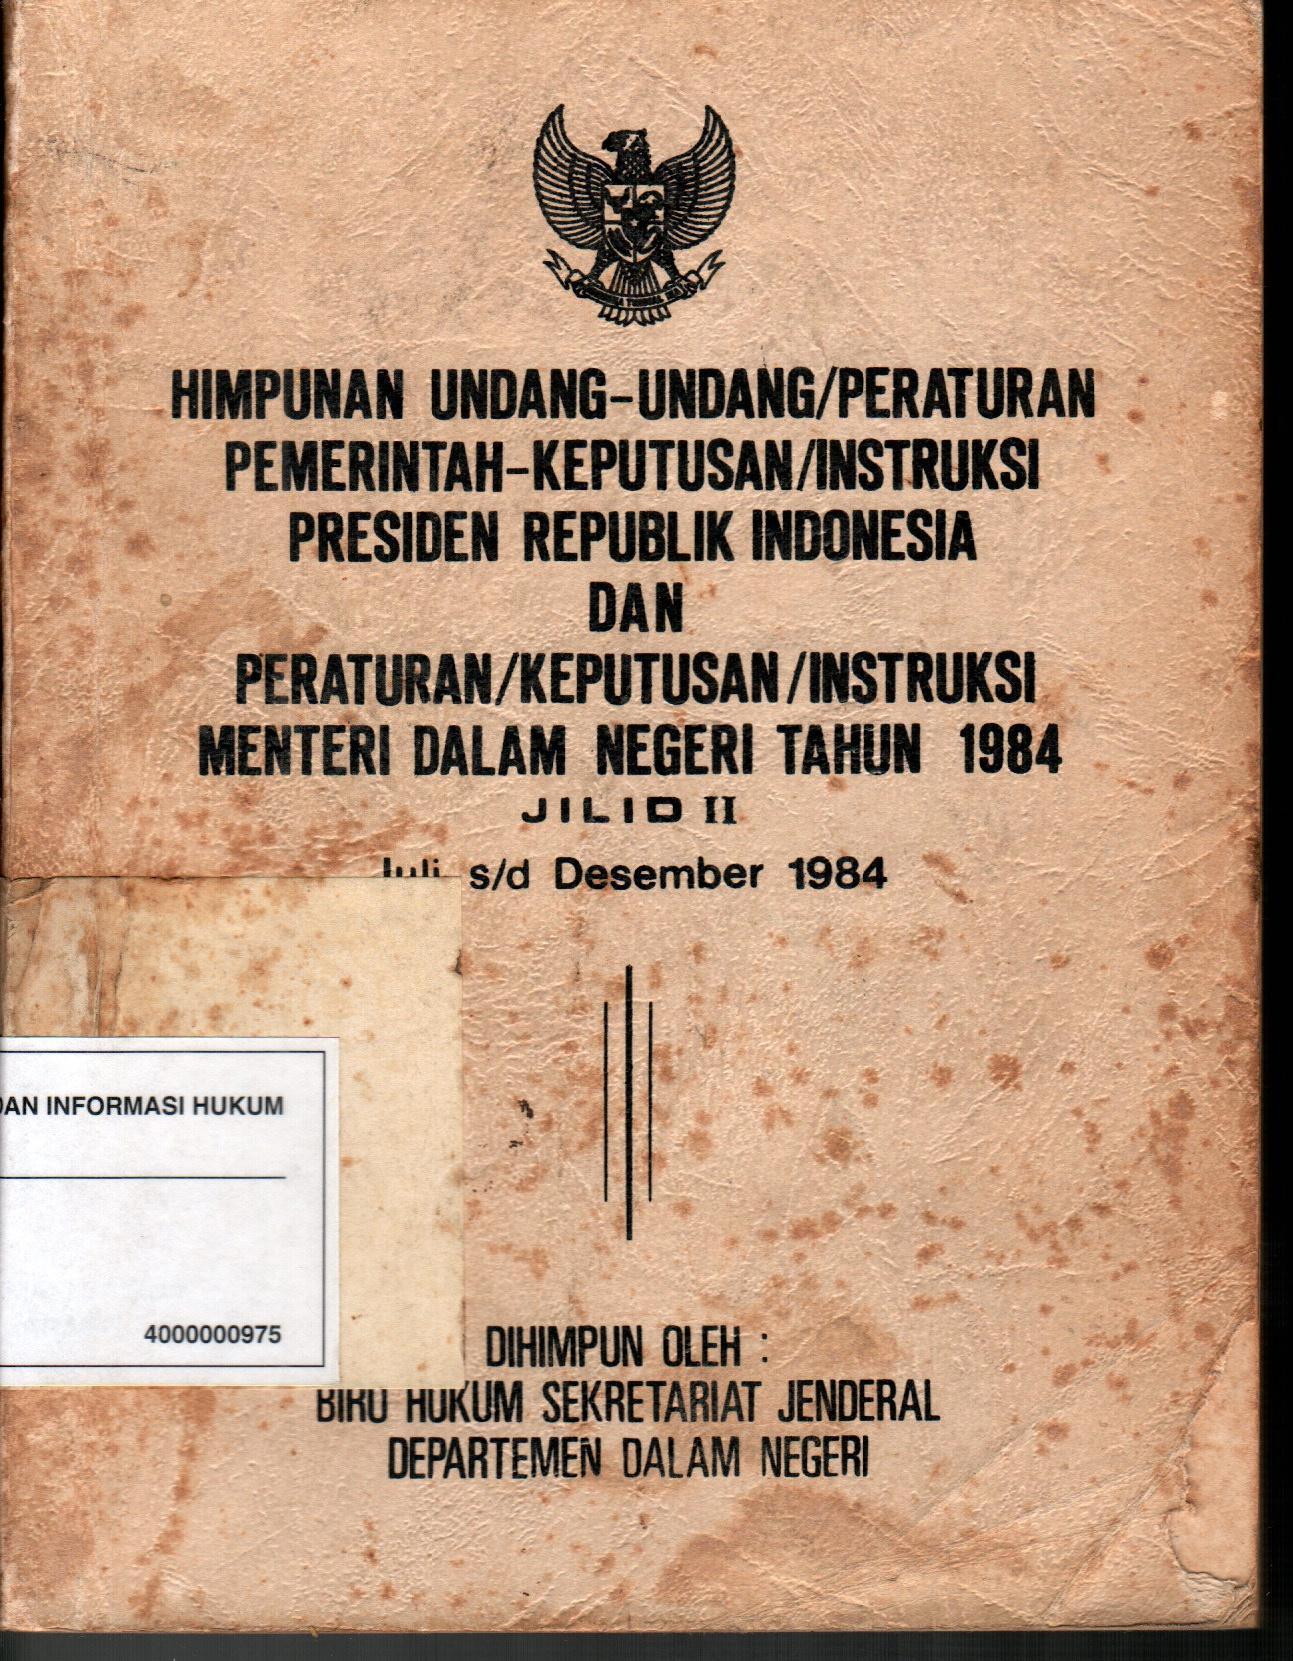 HIMPUNAN UNDANG-UNDANG/PERATURAN
PEMERINTAH-KEPUTUSAN/INSTRUKSI
PRESIDEN REPUBLIK INDONESIA
DAN
PERATURAN/KEPUTUSAN/INSTRUKSI
MENTERI DALAM NEGERI TAHUN 1984
JILID II
Juli s/d Desember 1984
DAN INFORMASI HUKUM
4000000975
DIHIMPUN OLEH :
BIRO HUKUM SEKRETARIAT JENDERAL
DEPARTEMEN DALAM NEGERI